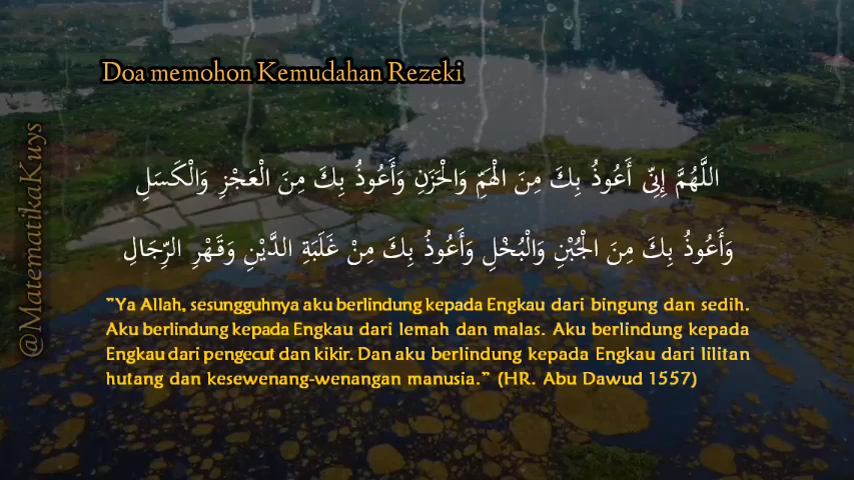 Doa memohon Kemudahan Rezeki
@MatematikaKuys
اللَّهُمَّ إِنِّى أَعُوذُ بِكَ مِنَ الْهَمِّ وَالْحَزَنِ وَأَعُوذُ بِكَ مِنَ الْعَجْزِ وَالْكَسَلِ
وَأَعُوذُ بِكَ مِنَ الْجُبْنِ وَالْبُخْلِ وَأَعُوذُ بِكَ مِنْ غَلَبَةِ الدَّيْنِ وَقَهْرِ الرِّجَالِ
"Ya Allah, sesungguhnya aku berlindung kepada Engkau dari bingung dan sedih.
Aku berlindung kepada Engkau dari lemah dan malas. Aku berlindung kepada
Engkau dari pengecut dan kikir. Dan aku berlindung kepada Engkau dari lilitan
hutang dan kesewenang-wenangan manusia." (HR. Abu Dawud 1557)